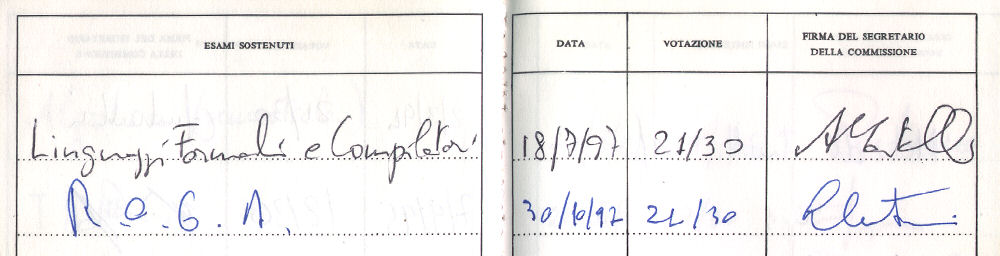 ESAMI SOSTENUTI DATA VOTAZIONE FIRMA DEL SEGRETARIO
DELLA COMMISSIONE
Linguaggi Formali e Compilatori 18/7/97 21/30
R.O.G.A. 30/10/97 21/30